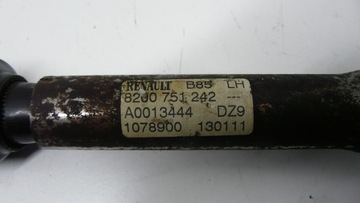 RENAULT B85 LH
8200 751 242 ---
A0013444 DZ9
1078900 130111